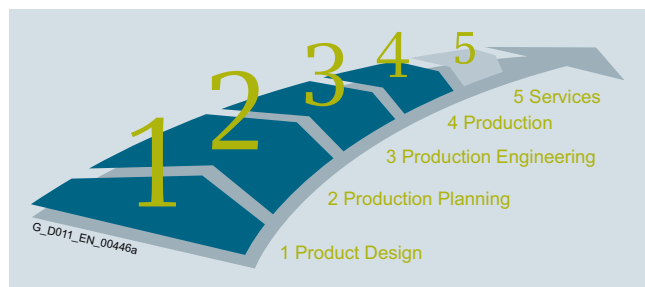 1
2
3
4
5
5 Services
4 Production
3 Production Engineering
2 Production Planning
1 Product Design
G_D011_EN_00446a